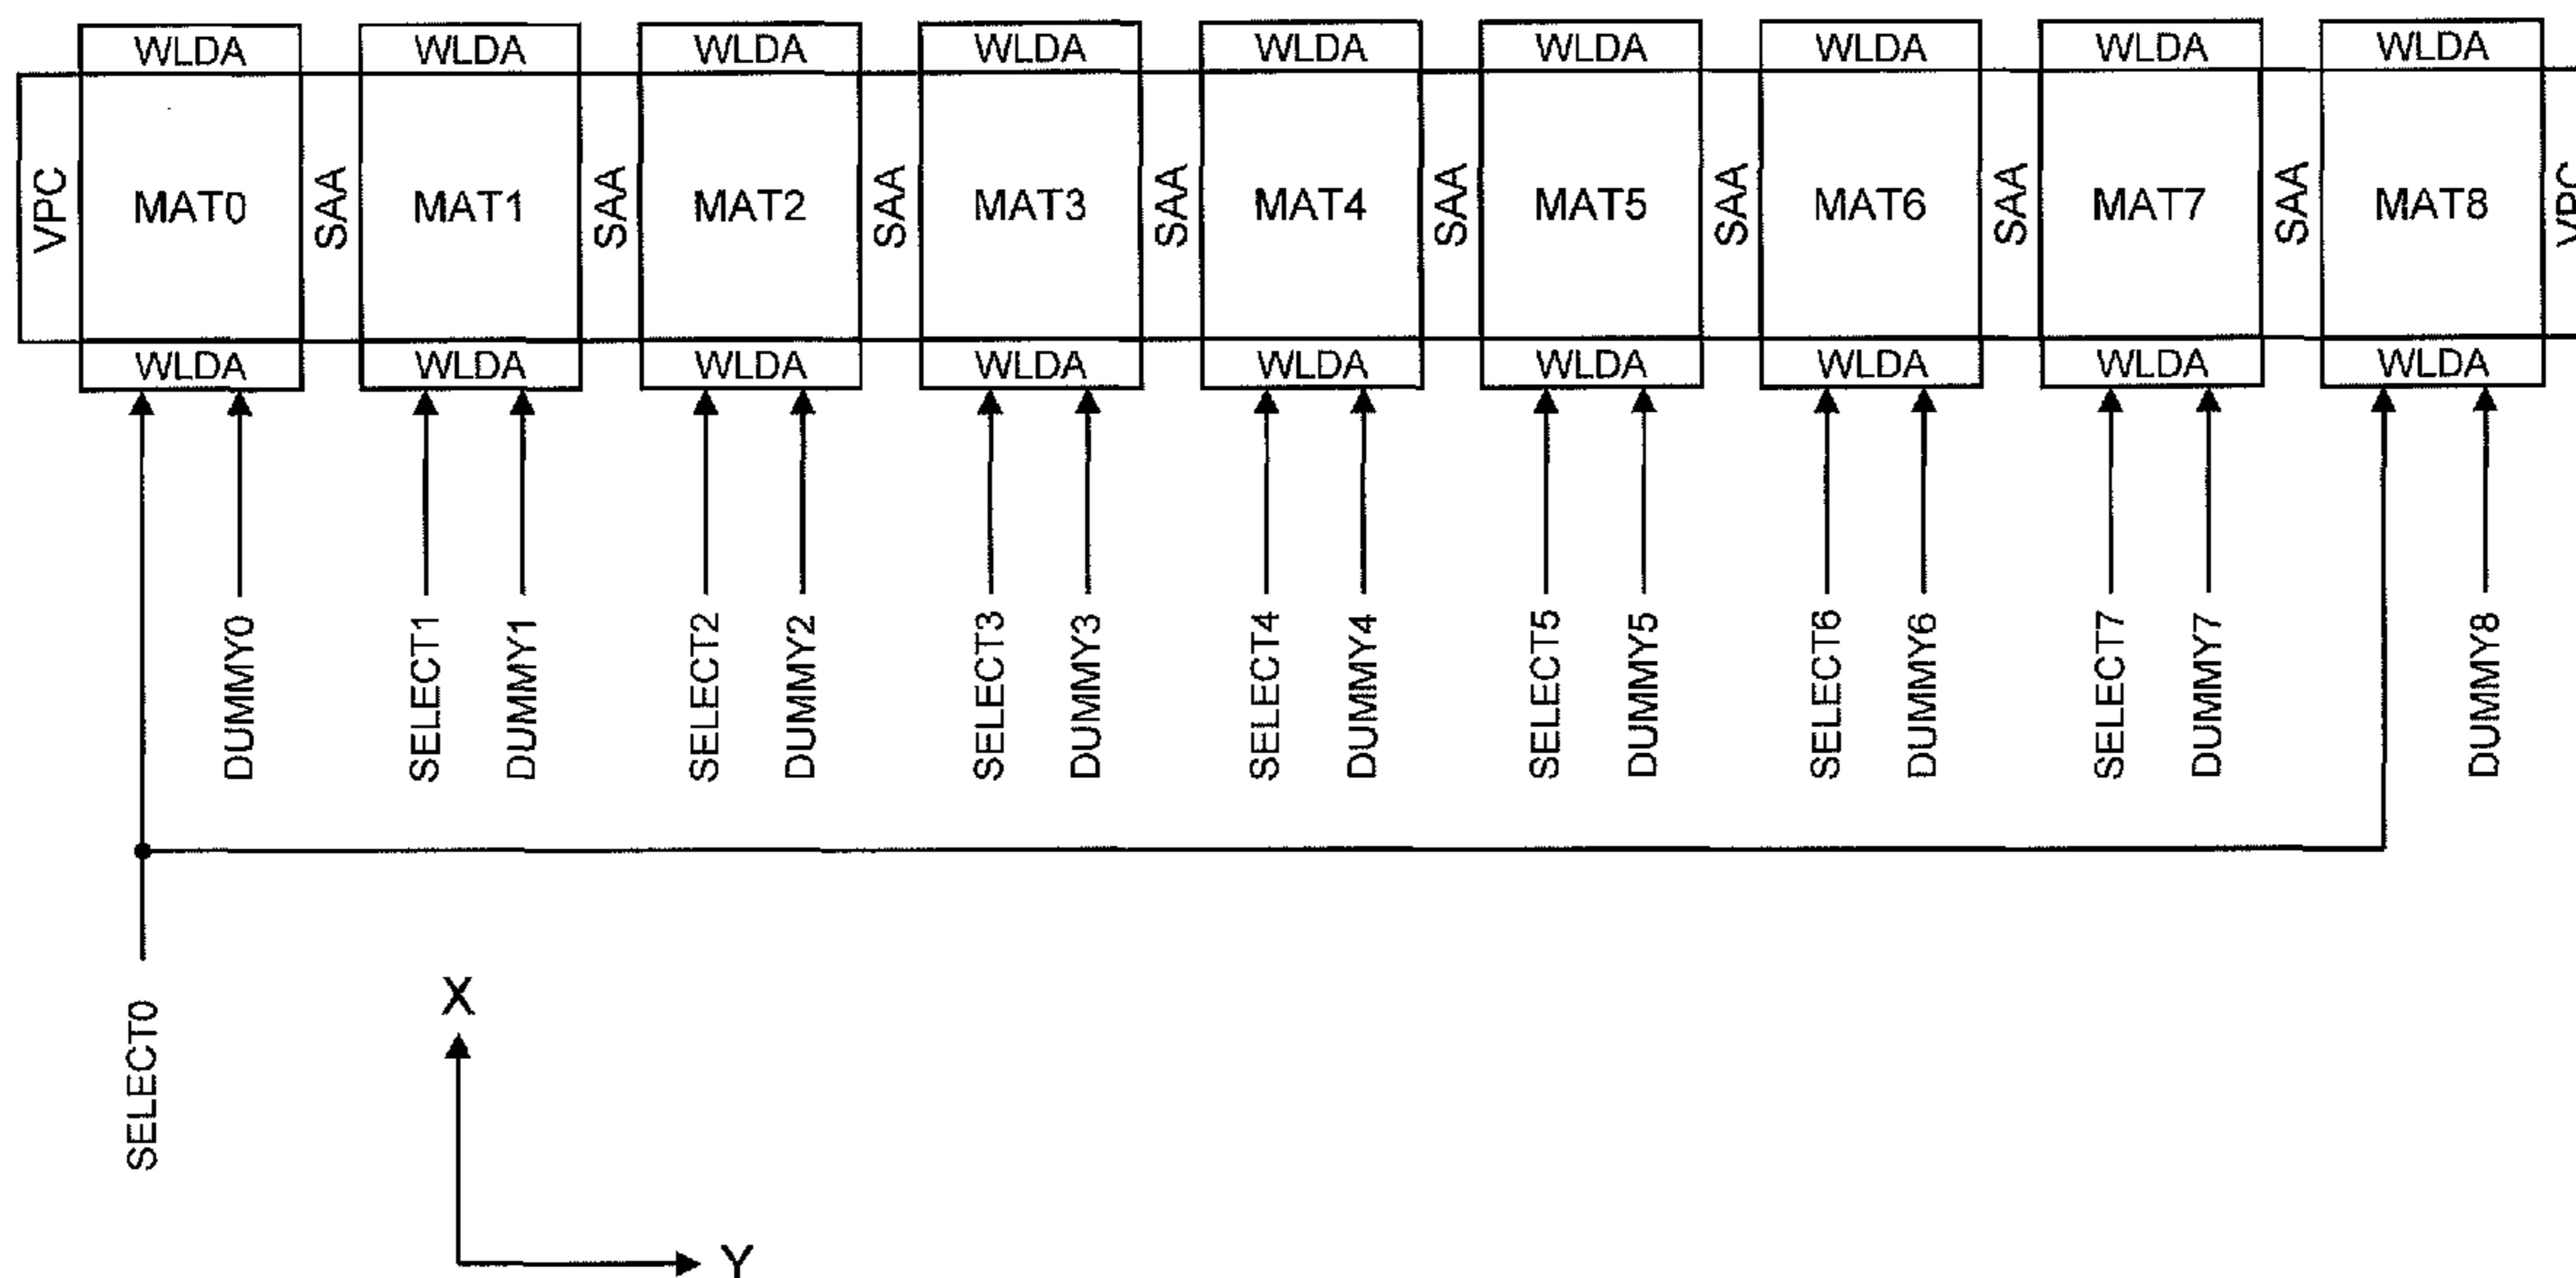 WLDA WLDA WLDA WLDA WLDA WLDA WLDA WLDA WLDA
VPC MAT0 SAA MAT1 SAA MAT2 SAA MAT3 SAA MAT4 SAA MAT5 SAA MAT6 SAA MAT7 SAA MAT8 VPC
WLDA WLDA WLDA WLDA WLDA WLDA WLDA WLDA WLDA
DUMMY0 SELECT1 DUMMY1 SELECT2 DUMMY2 SELECT3 DUMMY3 SELECT4 DUMMY4 SELECT5 DUMMY5 SELECT6 DUMMY6 SELECT7 DUMMY7 DUMMY8
SELECT0
X
Y